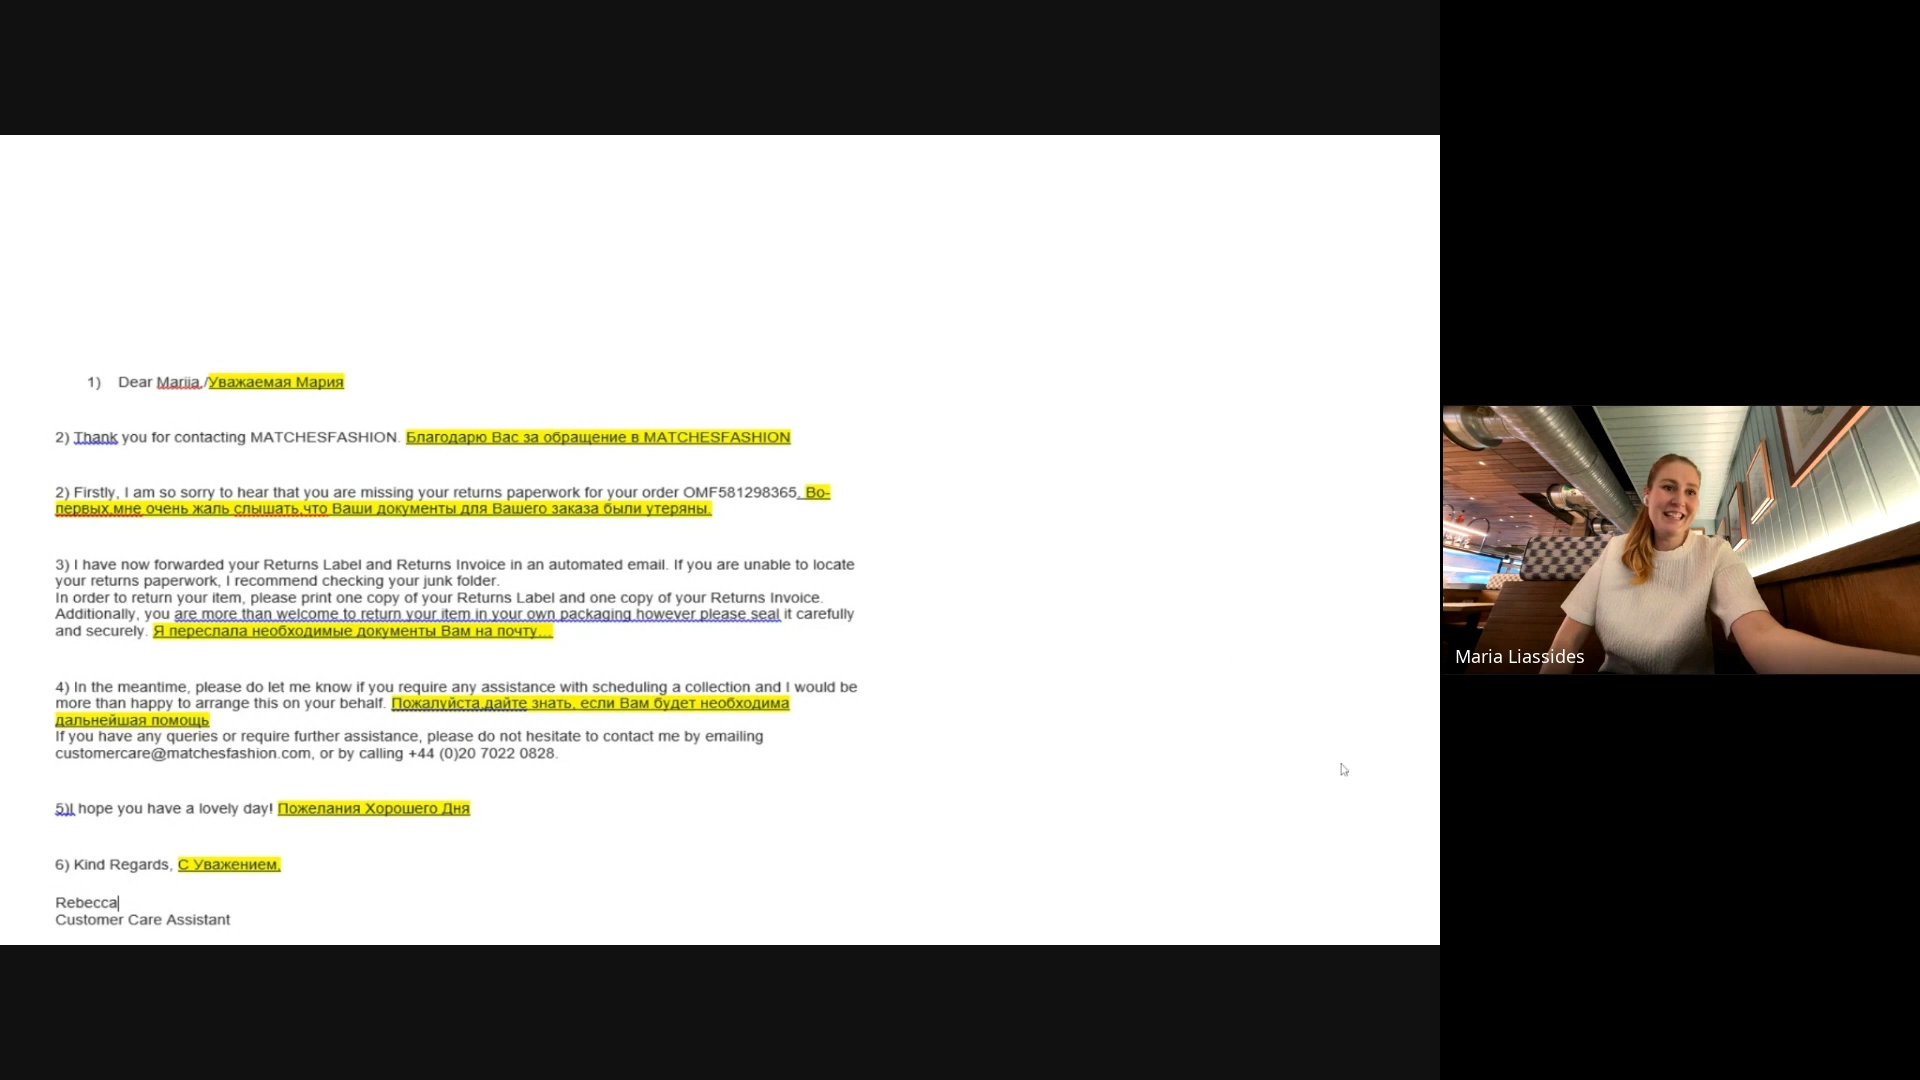 1) Dear Mariia,/Уважаемая Мария
2) Thank you for contacting MATCHESFASHION. Благодарю Вас за обращение в MATCHESFASHION
2) Firstly, I am so sorry to hear that you are missing your returns paperwork for your order OMF581298365. Во-
первых,мне очень жаль слышать,что Ваши документы для Вашего заказа были утеряны.
3) I have now forwarded your Returns Label and Returns Invoice in an automated email. If you are unable to locate
your returns paperwork, I recommend checking your junk folder.
In order to return your item, please print one copy of your Returns Label and one copy of your Returns Invoice.
Additionally, you are more than welcome to return your item in your own packaging however please seal it carefully
and securely. Я переслала необходимые документы Вам на почту...
4) In the meantime, please do let me know if you require any assistance with scheduling a collection and I would be
more than happy to arrange this on your behalf. Пожалуйста,дайте знать, если Вам будет необходима
дальнейшая помощь
If you have any queries or require further assistance, please do not hesitate to contact me by emailing
customercare@matchesfashion.com, or by calling +44 (0)20 7022 0828.
5)I hope you have a lovely day! Пожелания Хорошего Дня
6) Kind Regards, С Уважением,
Rebecca
Customer Care Assistant
Maria Liassides